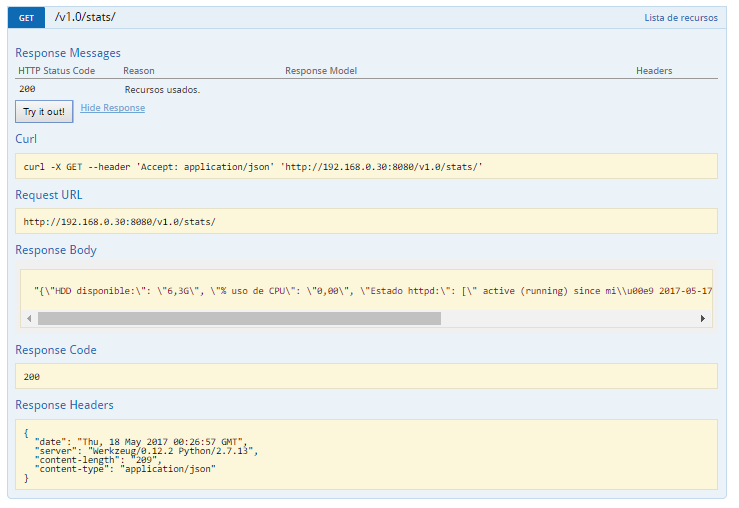 GET /v1.0/stats/ Lista de recursos
Response Messages
HTTP Status Code Reason Response Model Headers
200 Recursos usados.
Try it out! Hide Response
Curl
curl -X GET --header 'Accept: application/json' 'http://192.168.0.30:8080/v1.0/stats/'
Request URL
http://192.168.0.30:8080/v1.0/stats/
Response Body
"{\"HDD disponible:\": \"6,3G\", \"% uso de CPU\": \"0,00\", \"Estado httpd:\": [\" active (running) since mi\\u00e9 2017-05-17
Response Code
200
Response Headers
{
"date": "Thu, 18 May 2017 00:26:57 GMT",
"server": "Werkzeug/0.12.2 Python/2.7.13",
"content-length": "209",
"content-type": "application/json"
}